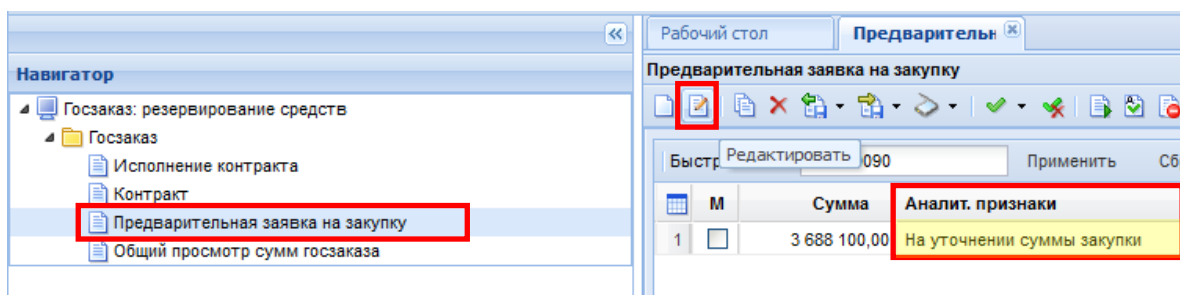 Навигатор
Госзаказ: резервирование средств
Госзаказ
Исполнение контракта
Контракт
Предварительная заявка на закупку
Общий просмотр сумм госзаказа
Рабочий стол Предварительн
Предварительная заявка на закупку
Быстр Редактировать 090 Применить Сб
М Сумма Аналит. признаки
1 3 688 100,00 На уточнении суммы закупки